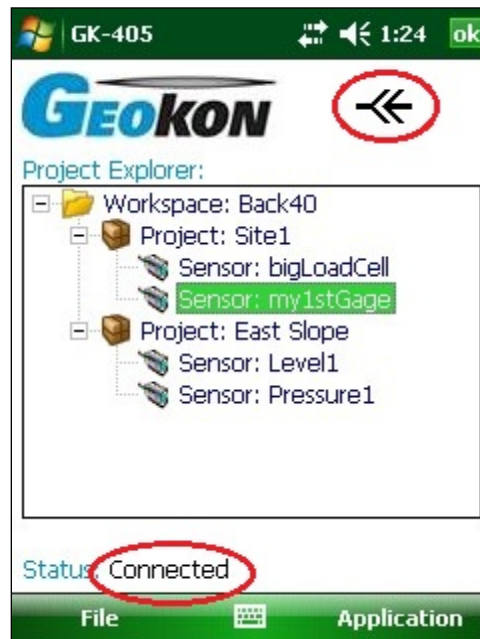 GK-405 1:24 ok
GEOKON
Project Explorer:
Workspace: Back40
Project: Site1
Sensor: bigLoadCell
Sensor: my1stGage
Project: East Slope
Sensor: Level1
Sensor: Pressure1
Status: Connected
File Application